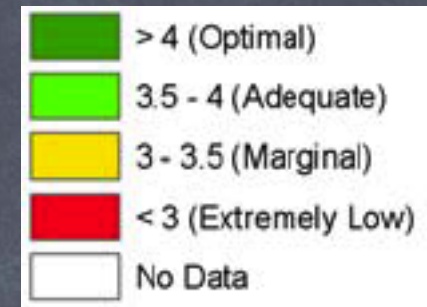 > 4 (Optimal)
3.5 - 4 (Adequate)
3 - 3.5 (Marginal)
< 3 (Extremely Low)
No Data